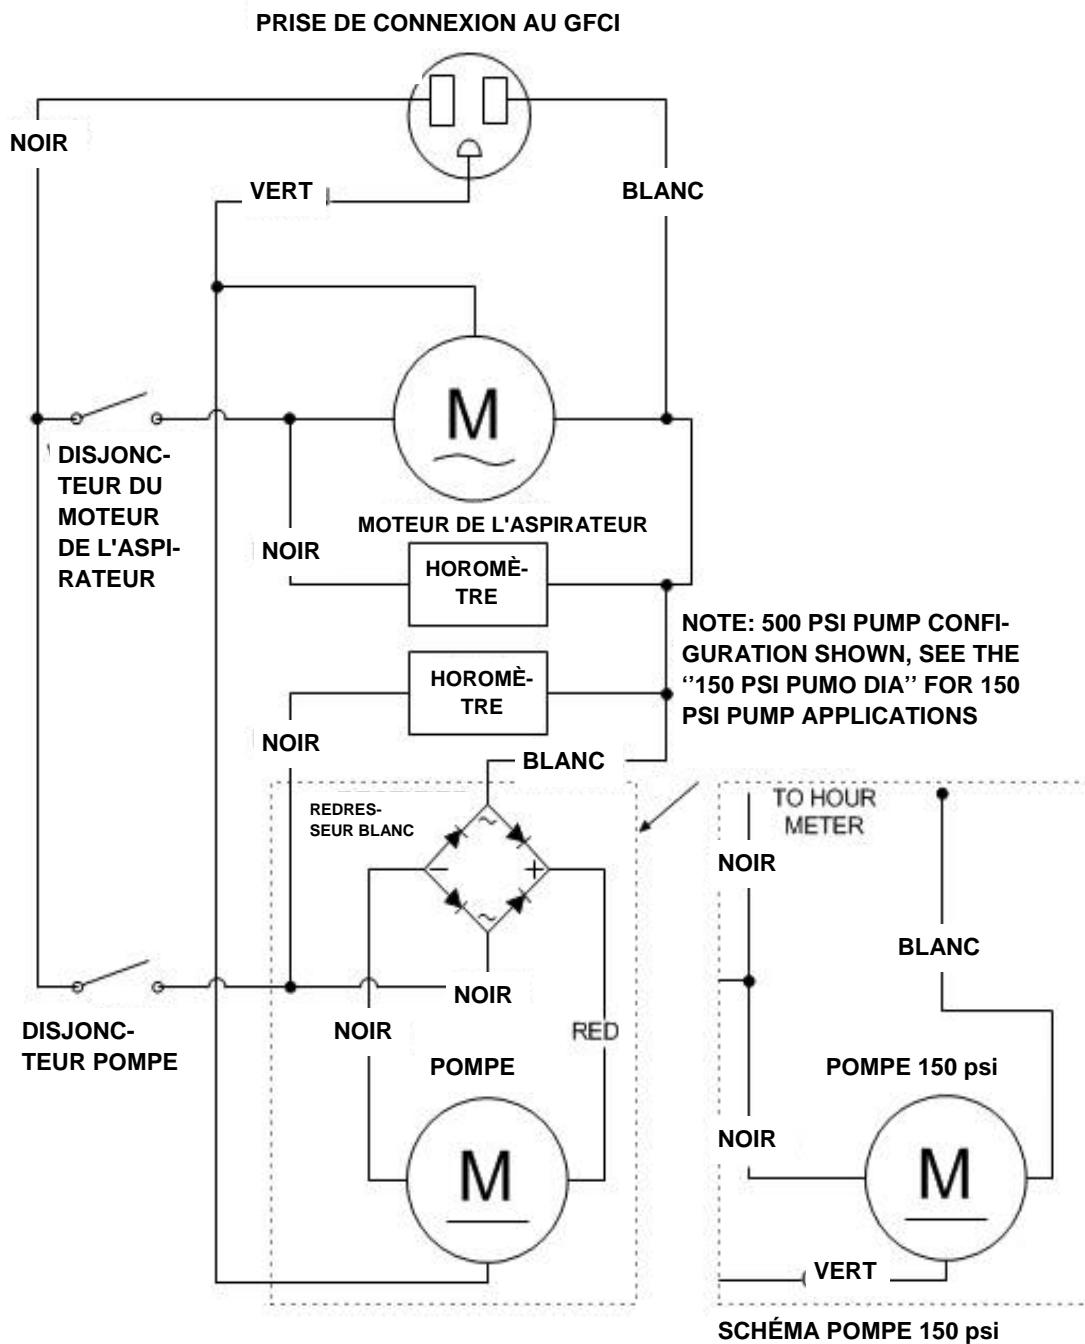 PRISE DE CONNEXION AU GFCI
NOIR
VERT
BLANC
M
DISJONC-
TEUR DU
MOTEUR
DE L'ASPI-
RATEUR
MOTEUR DE L'ASPIRATEUR
NOIR
HOROMÈ-
TRE
NOTE: 500 PSI PUMP CONFI-
GURATION SHOWN, SEE THE
‘’150 PSI PUMO DIA’’ FOR 150
PSI PUMP APPLICATIONS
HOROMÈ-
TRE
NOIR
BLANC
REDRES-
SEUR BLANC
TO HOUR
METER
NOIR
BLANC
NOIR
DISJONC-
TEUR POMPE
NOIR
RED
POMPE
M
POMPE 150 psi
NOIR
M
VERT
SCHÉMA POMPE 150 psi